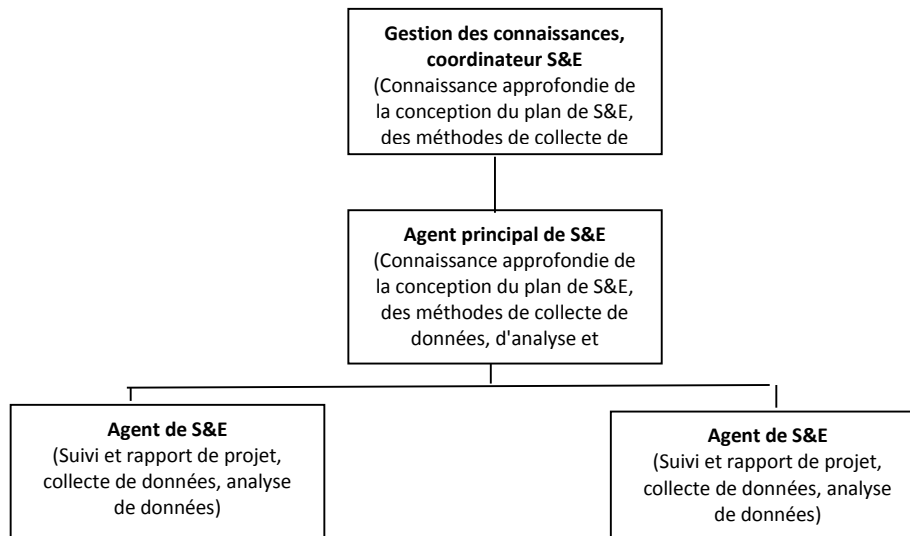 Gestion des connaissances,
coordinateur S&E
(Connaissance approfondie de
la conception du plan de S&E,
des méthodes de collecte de
Agent principal de S&E
(Connaissance approfondie de
la conception du plan de S&E,
des méthodes de collecte de
données, d'analyse et
Agent de S&E
(Suivi et rapport de projet,
collecte de données, analyse
de données)
Agent de S&E
(Suivi et rapport de projet,
collecte de données, analyse
de données)